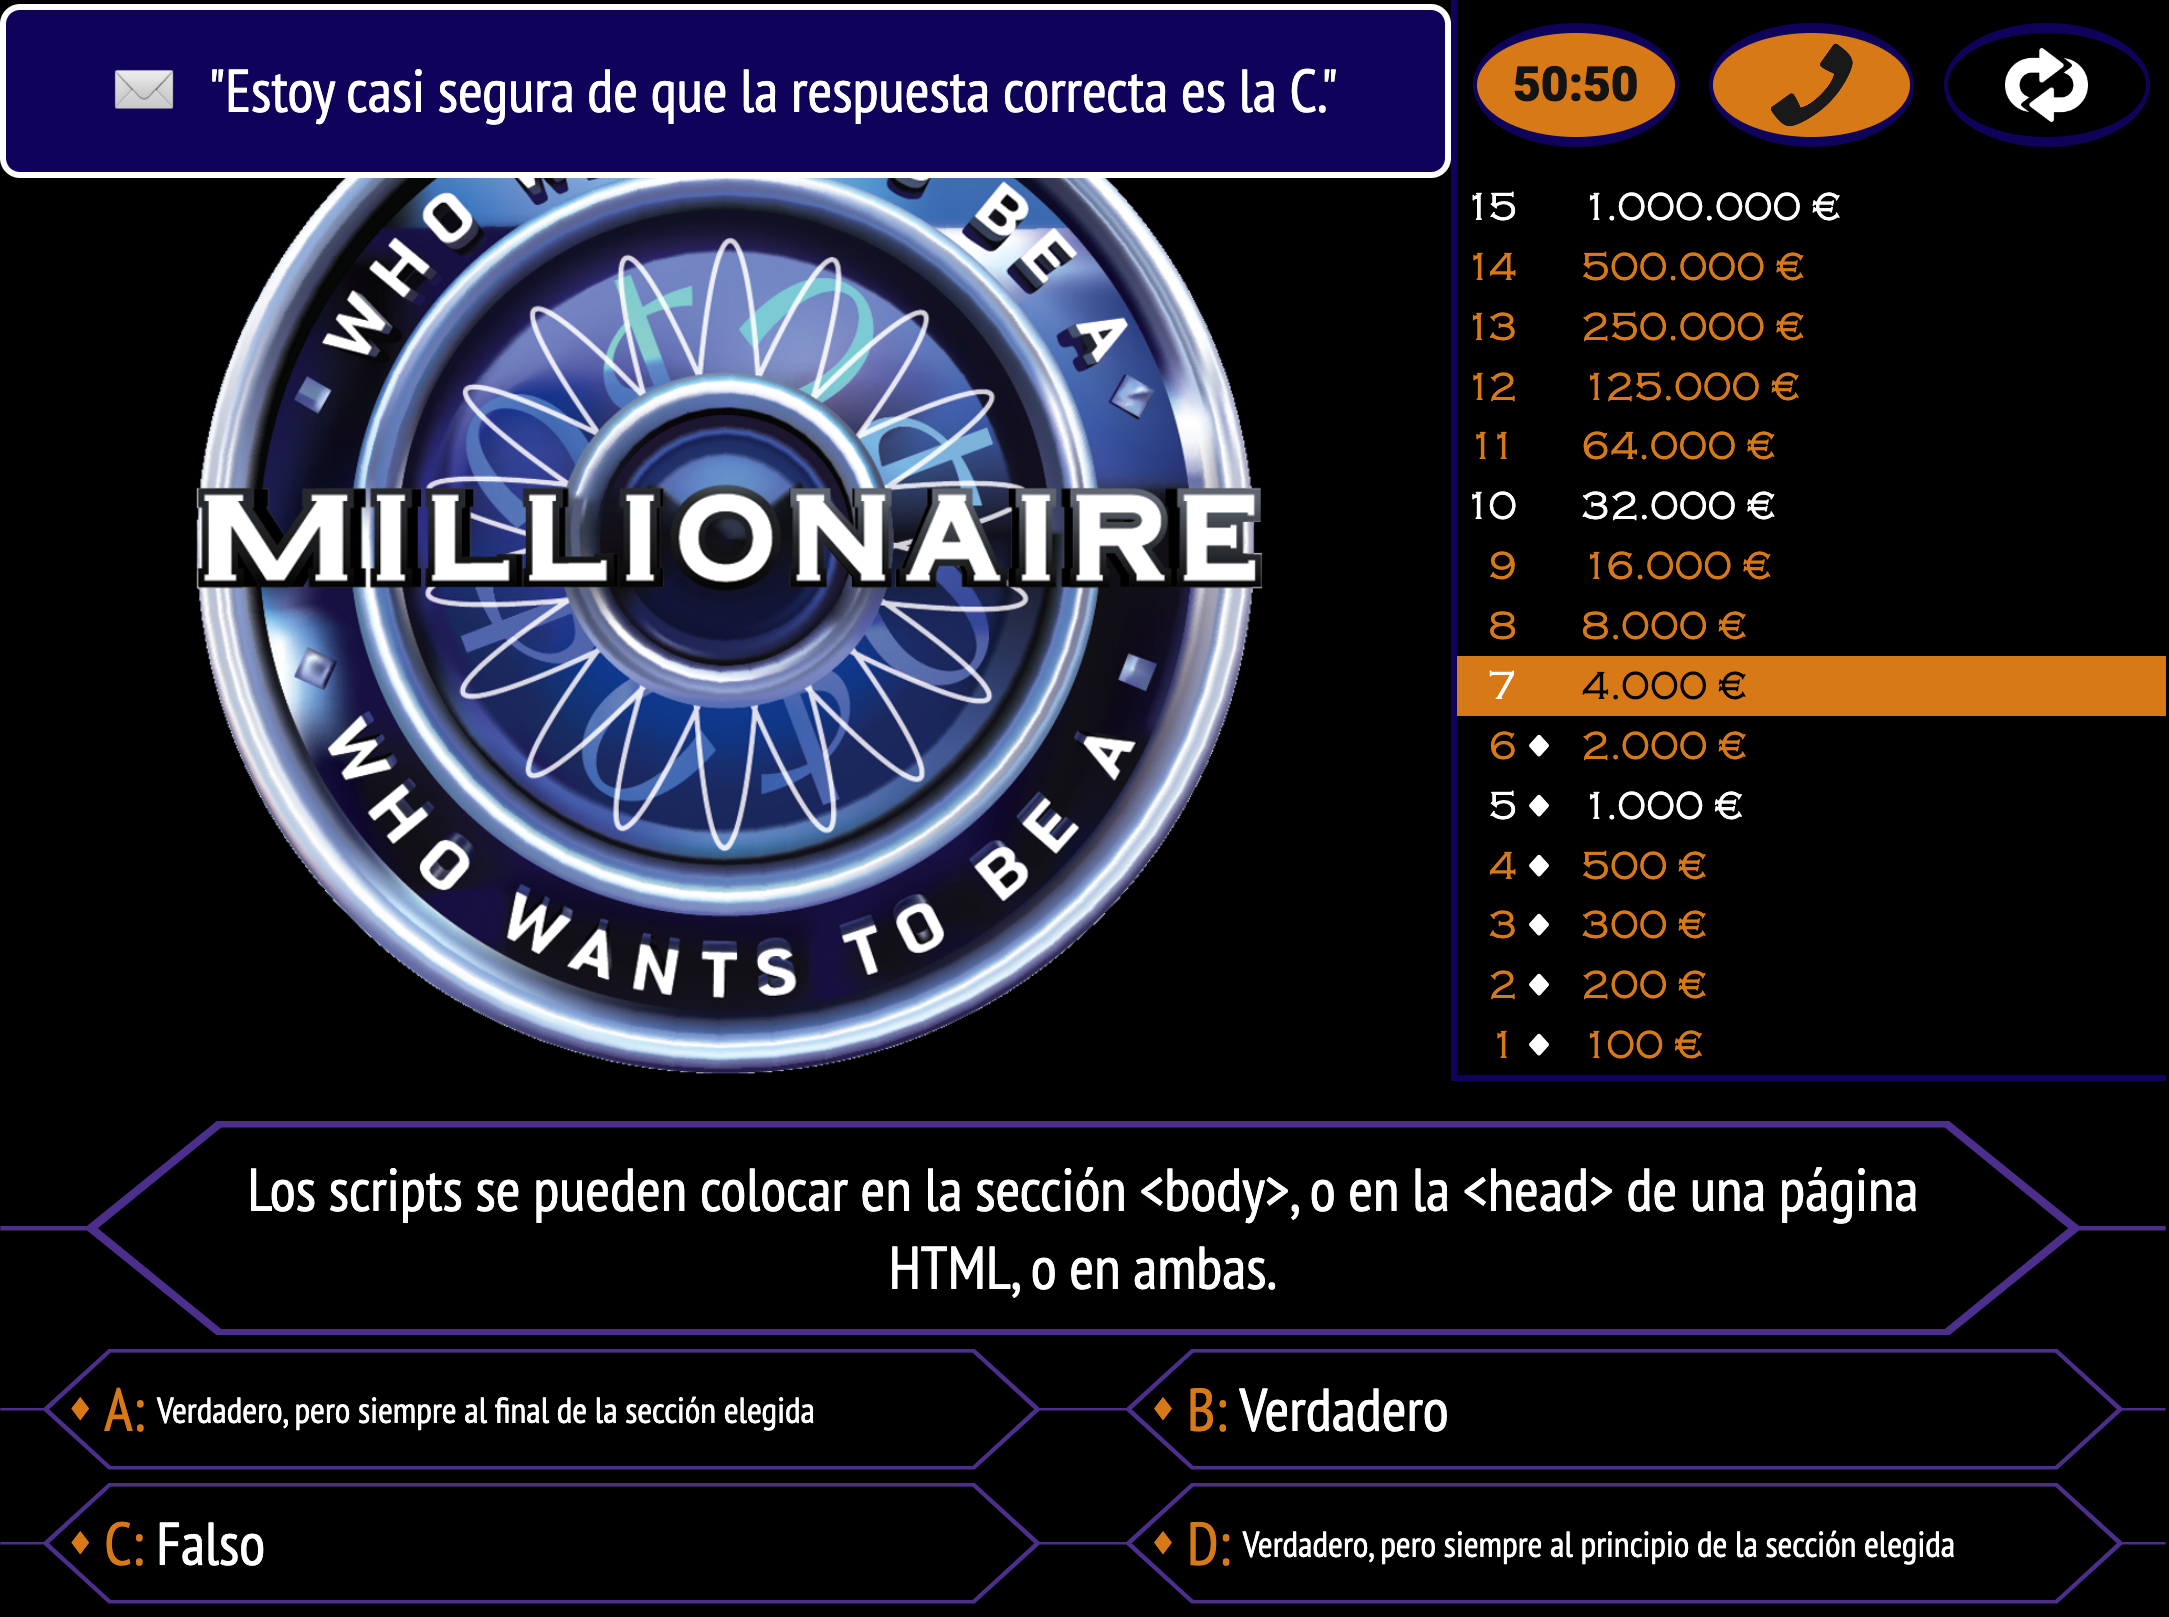 "Estoy casi segura de que la respuesta correcta es la C."
50:50
WHO W BE A
MILLIONAIRE
WHO WANTS TO BE A
15 1.000.000 €
14 500.000 €
13 250.000 €
12 125.000 €
11 64.000 €
10 32.000 €
9 16.000 €
8 8.000 €
7 4.000 €
6 ♦ 2.000 €
5 ♦ 1.000 €
4 ♦ 500 €
3 ♦ 300 €
2 ♦ 200 €
1 ♦ 100 €
Los scripts se pueden colocar en la sección <body>, o en la <head> de una página
HTML, o en ambas.
♦ A: Verdadero, pero siempre al final de la sección elegida
♦ B: Verdadero
♦ C: Falso
♦ D: Verdadero, pero siempre al principio de la sección elegida